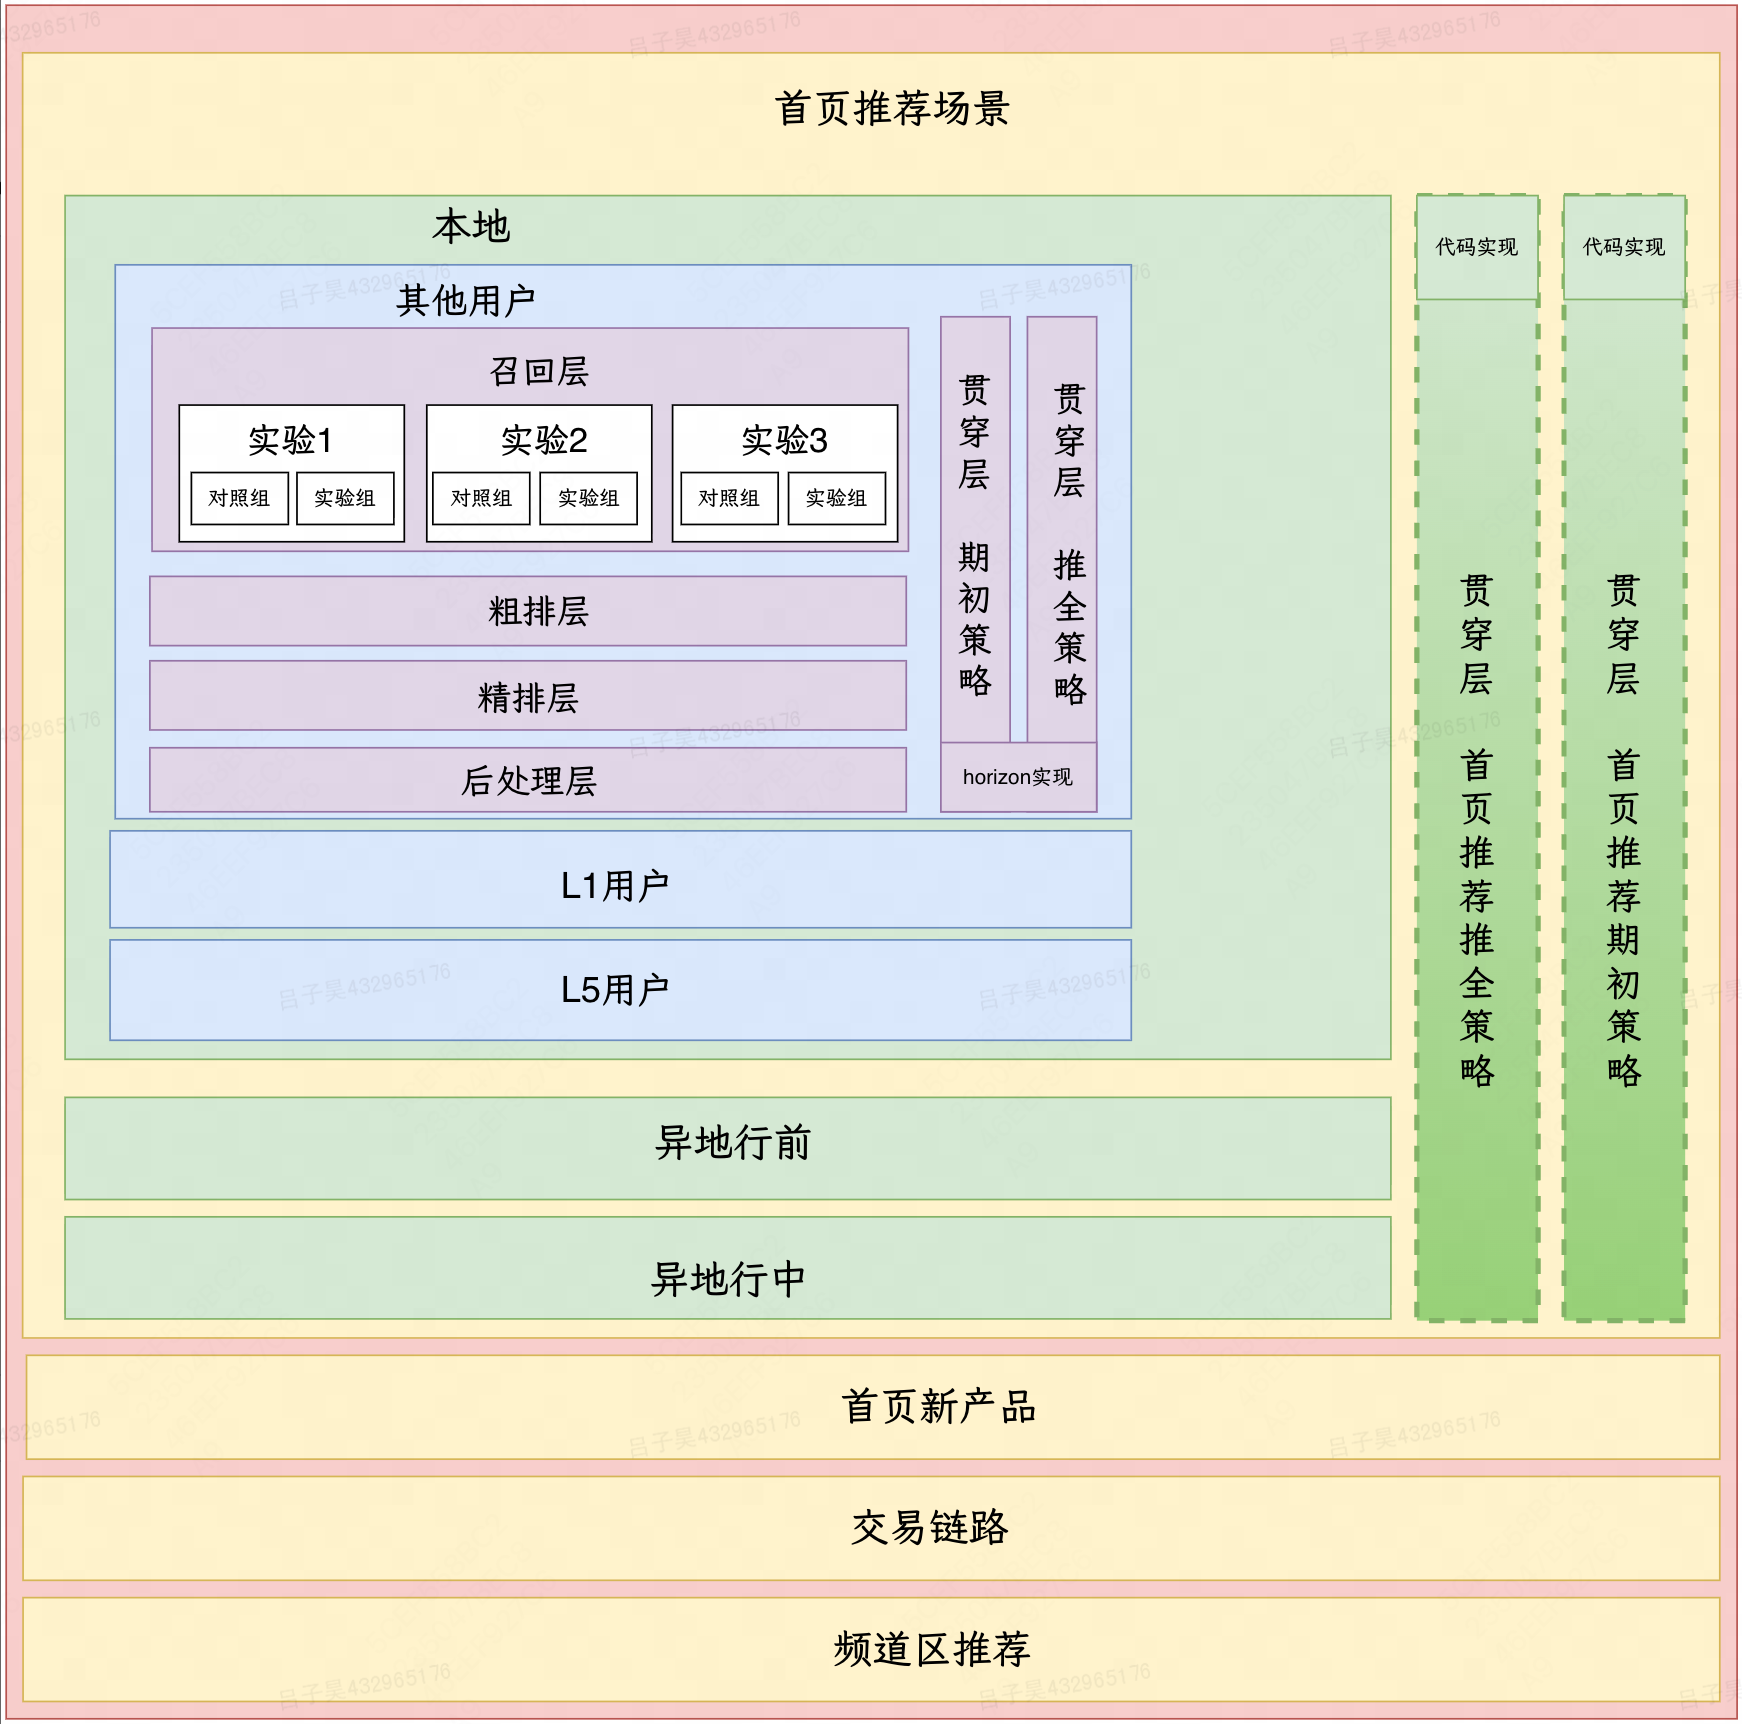 首页推荐场景
本地
其他用户
召回层
实验1
对照组
实验组
实验2
对照组
实验组
实验3
对照组
实验组
粗排层
精排层
后处理层
贯穿层 期初策略
贯穿层 推全策略
horizon实现
L1用户
L5用户
异地行前
异地行中
代码实现
贯穿层 首页推荐推全策略
代码实现
贯穿层 首页推荐期初策略
首页新产品
交易链路
频道区推荐
吕子昊432965176